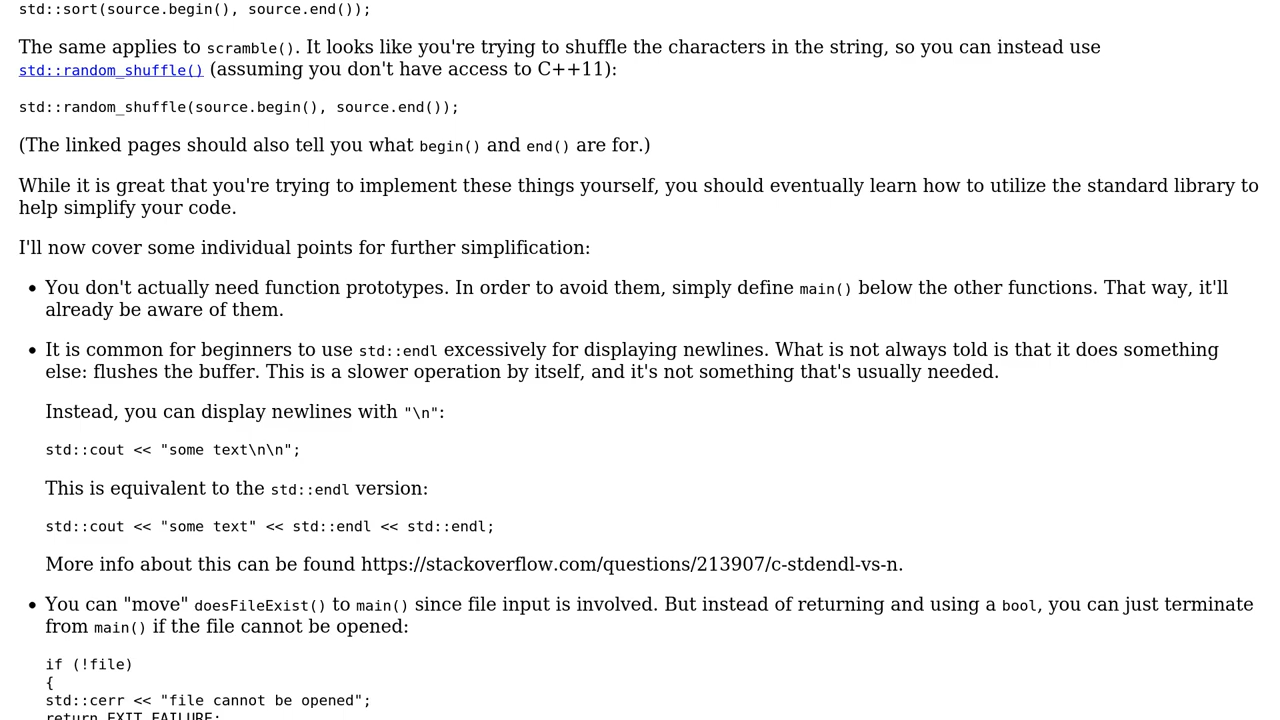 std::sort(source.begin(), source.end());
The same applies to scramble(). It looks like you're trying to shuffle the characters in the string, so you can instead use
std::random_shuffle() (assuming you don't have access to C++11):
std::random_shuffle(source.begin(), source.end());
(The linked pages should also tell you what begin() and end() are for.)
While it is great that you're trying to implement these things yourself, you should eventually learn how to utilize the standard library to
help simplify your code.
I'll now cover some individual points for further simplification:
• You don't actually need function prototypes. In order to avoid them, simply define main() below the other functions. That way, it'll
already be aware of them.
• It is common for beginners to use std::endl excessively for displaying newlines. What is not always told is that it does something
else: flushes the buffer. This is a slower operation by itself, and it's not something that's usually needed.
Instead, you can display newlines with "\n":
std::cout << "some text\n\n";
This is equivalent to the std::endl version:
std::cout << "some text" << std::endl << std::endl;
More info about this can be found https://stackoverflow.com/questions/213907/c-stdendl-vs-n.
• You can "move" doesFileExist() to main() since file input is involved. But instead of returning and using a bool, you can just terminate
from main() if the file cannot be opened:
if (!file)
{
std::cerr << "file cannot be opened";
return EXIT_FAILURE;